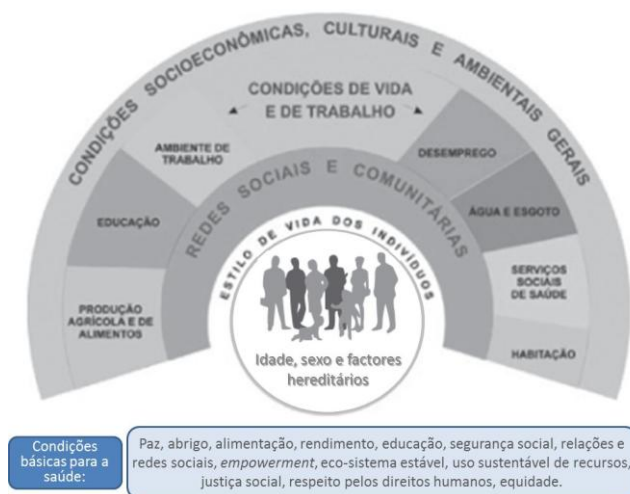 CONDIÇÕES SOCIOECONÔMICAS, CULTURAIS E AMBIENTAIS GERAIS
CONDIÇÕES DE VIDA
E DE TRABALHO
AMBIENTE DE
TRABALHO
DESEMPREGO
REDES SOCIAIS E COMUNITÁRIAS
EDUCAÇÃO
ÁGUA E ESGOTO
ESTILO DE VIDA DOS INDIVÍDUOS
SERVIÇOS
SOCIAIS
DE SAÚDE
PRODUÇÃO
AGRÍCOLA E DE
ALIMENTOS
HABITAÇÃO
Idade, sexo e factores
hereditários
Condições
básicas para a
saúde:
Paz, abrigo, alimentação, rendimento, educação, segurança social, relações e
redes sociais, empowerment, eco-sistema estável, uso sustentável de recursos,
justiça social, respeito pelos direitos humanos, equidade.